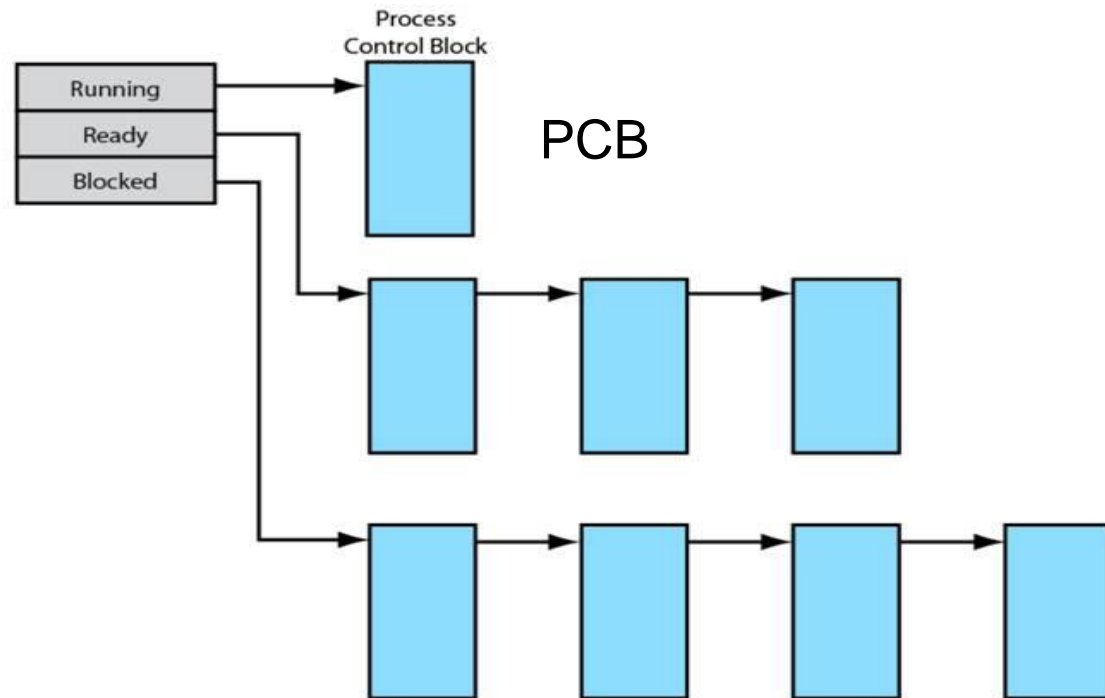 Process
Control Block
Running
Ready
Blocked
PCB